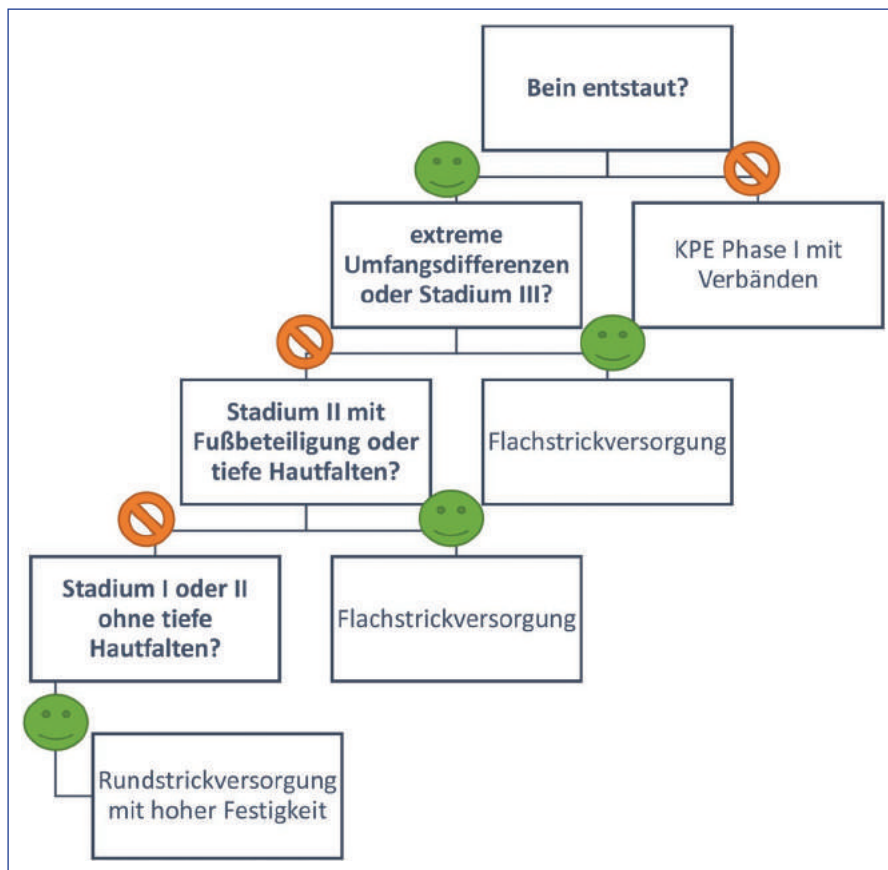 Bein entstaut?
extreme
Umfangsdifferenzen
oder Stadium III?
KPE Phase I mit
Verbänden
Stadium II mit
Fußbeteiligung oder
tiefe Hautfalten?
Flachstrickversorgung
Stadium I oder II
ohne tiefe
Hautfalten?
Flachstrickversorgung
Rundstrickversorgung
mit hoher Festigkeit